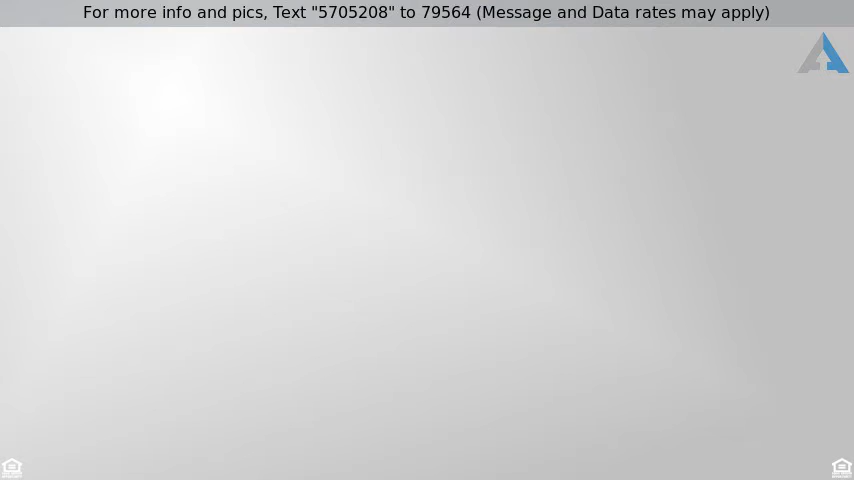 For more info and pics, Text "5705208" to 79564 (Message and Data rates may apply)